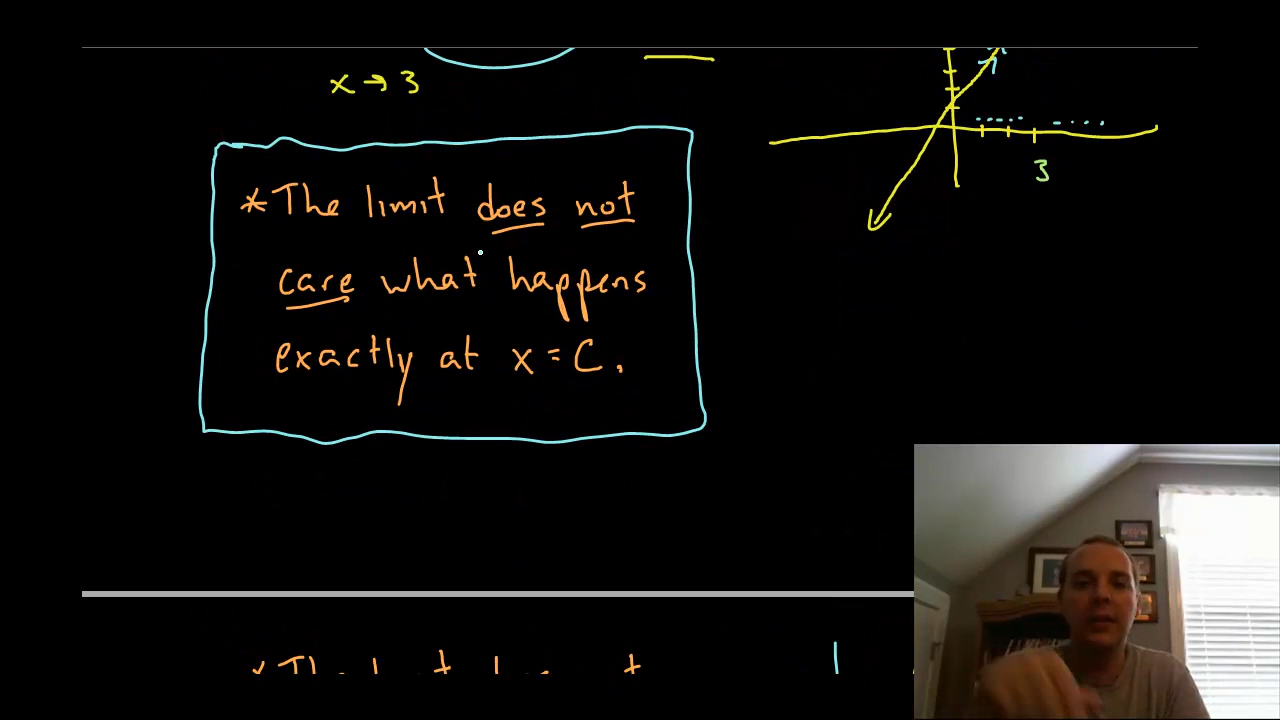 x → 3
3
*The limit does not
care what happens
exactly at x = C.